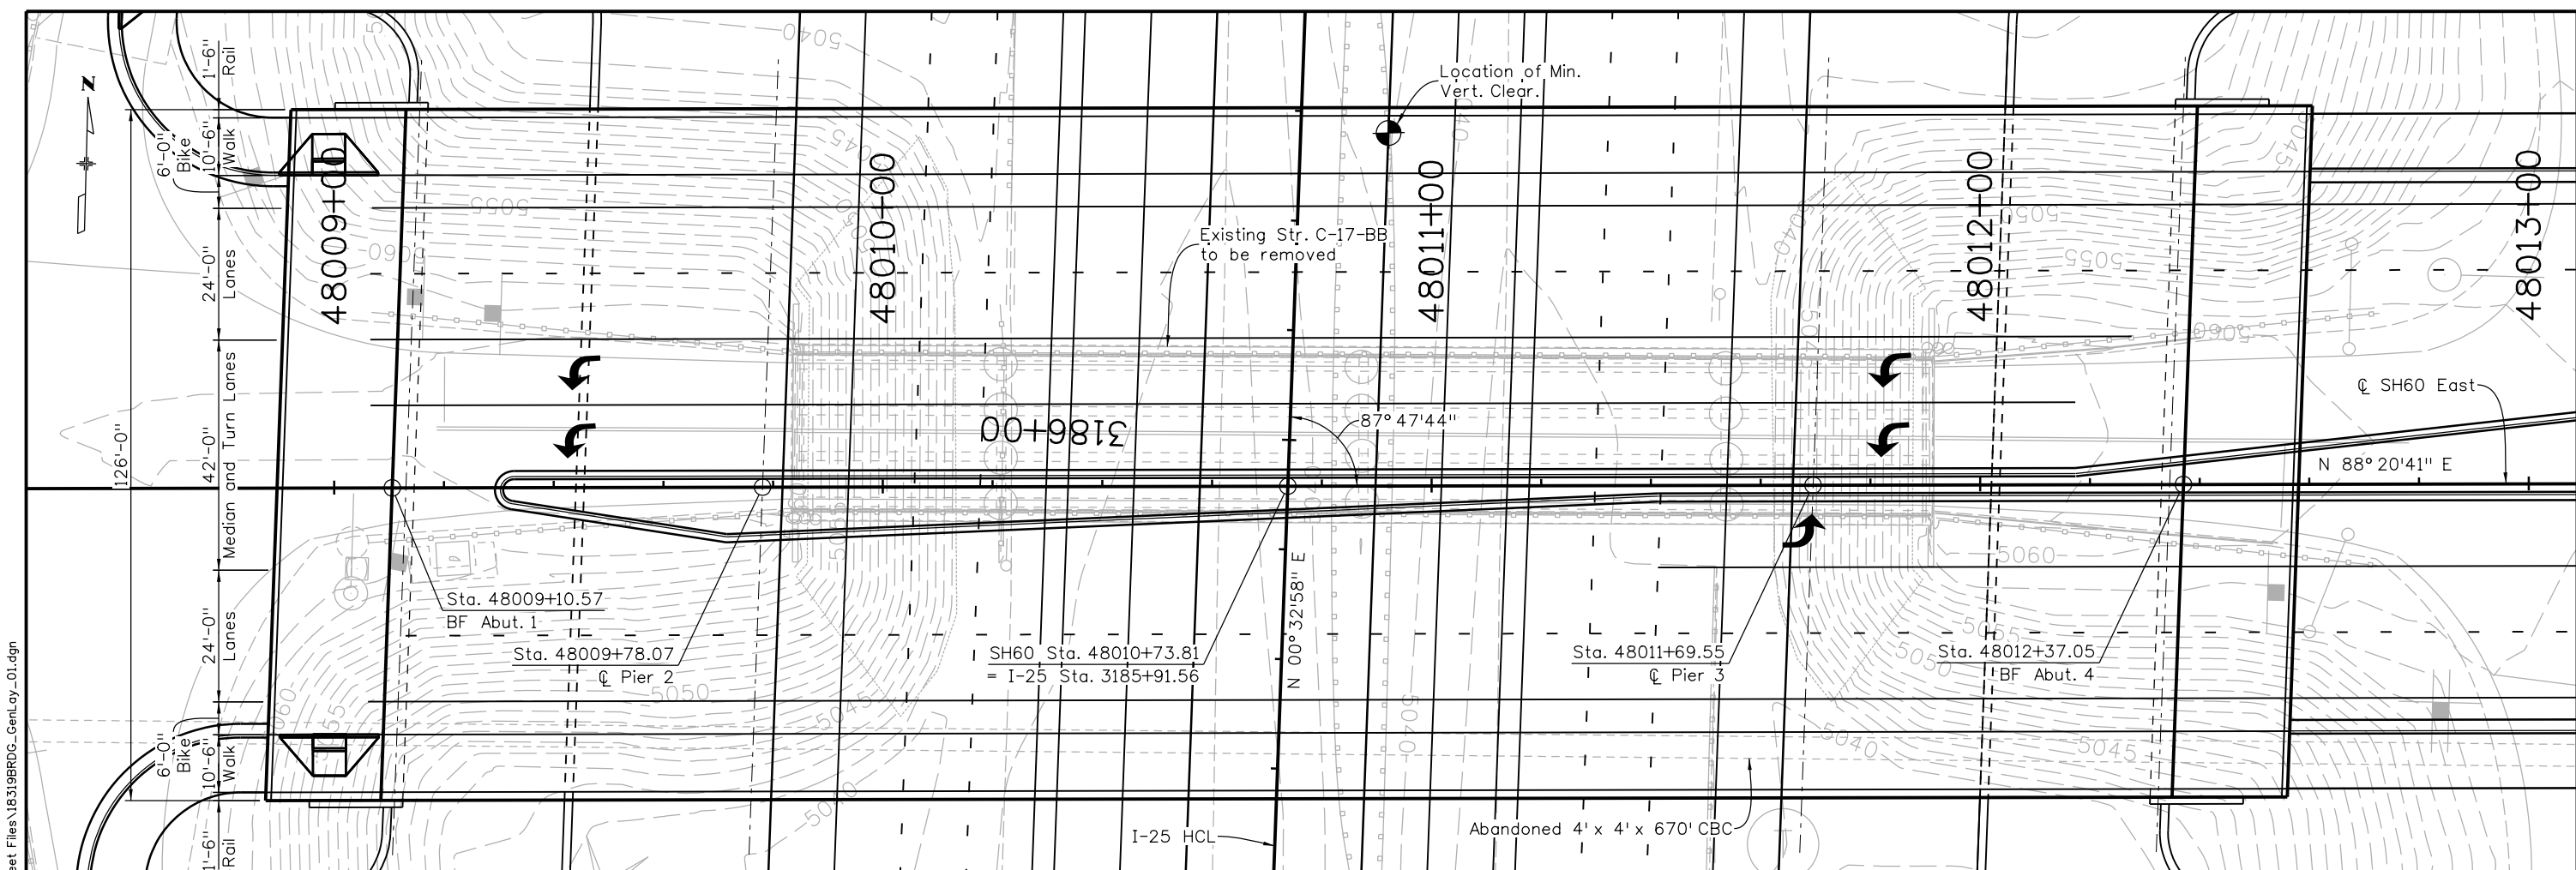 N
1'-6"
Rail
6'-0"
Bike
10'-6"
Walk
24'-0"
Lanes
126'-0"
42'-0"
Median and Turn Lanes
24'-0"
Lanes
6'-0"
Bike
10'-6"
Walk
1'-6"
Rail
48009+00
48010+00
48011+00
48012+00
48013+00
3186+00
Location of Min.
Vert. Clear.
Existing Str. C-17-BB
to be removed
87° 47'44"
℄ SH60 East
N 88° 20'41" E
N 00° 32'58" E
Sta. 48009+10.57
BF Abut. 1
Sta. 48009+78.07
℄ Pier 2
SH60 Sta. 48010+73.81
= I-25 Sta. 3185+91.56
Sta. 48011+69.55
℄ Pier 3
Sta. 48012+37.05
BF Abut. 4
I-25 HCL
Abandoned 4' x 4' x 670' CBC
5040
5045
5055
5060
5050
5045
5040
5040
5040
5045
5050
5055
5060
5060
5055
5050
5040
5045
5060
eet Files\18319BRDG_GenLay_01.dgn